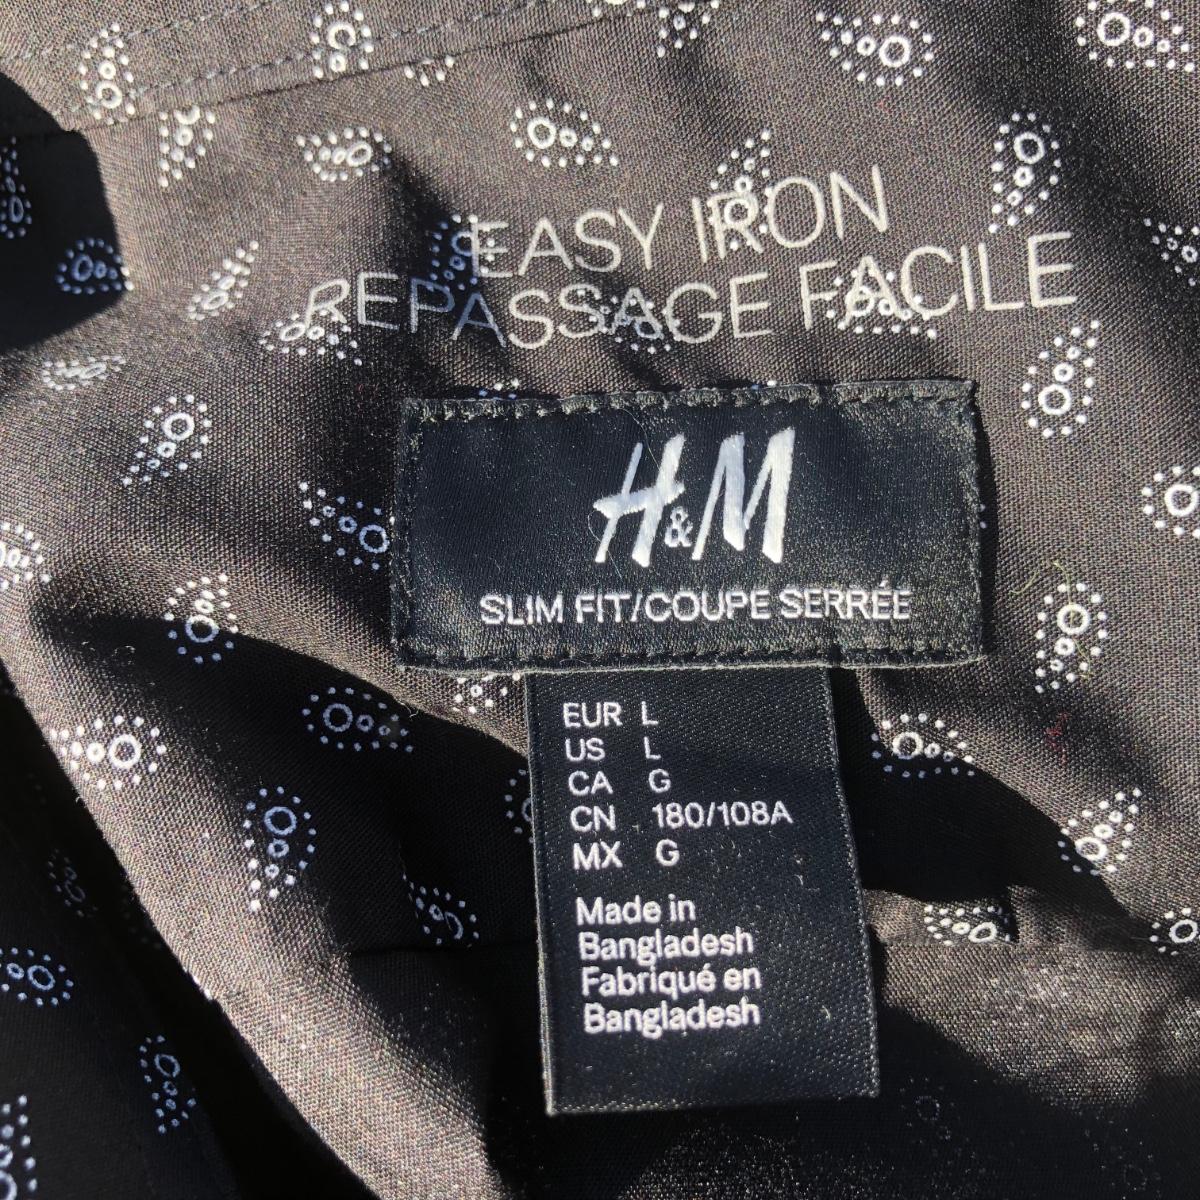 EASY IRON
REPASSAGE FACILE
H&M
SLIM FIT/COUPE SERRÉE
EUR L
US L
CA G
CN 180/108A
MX G
Made in
Bangladesh
Fabriqué en
Bangladesh